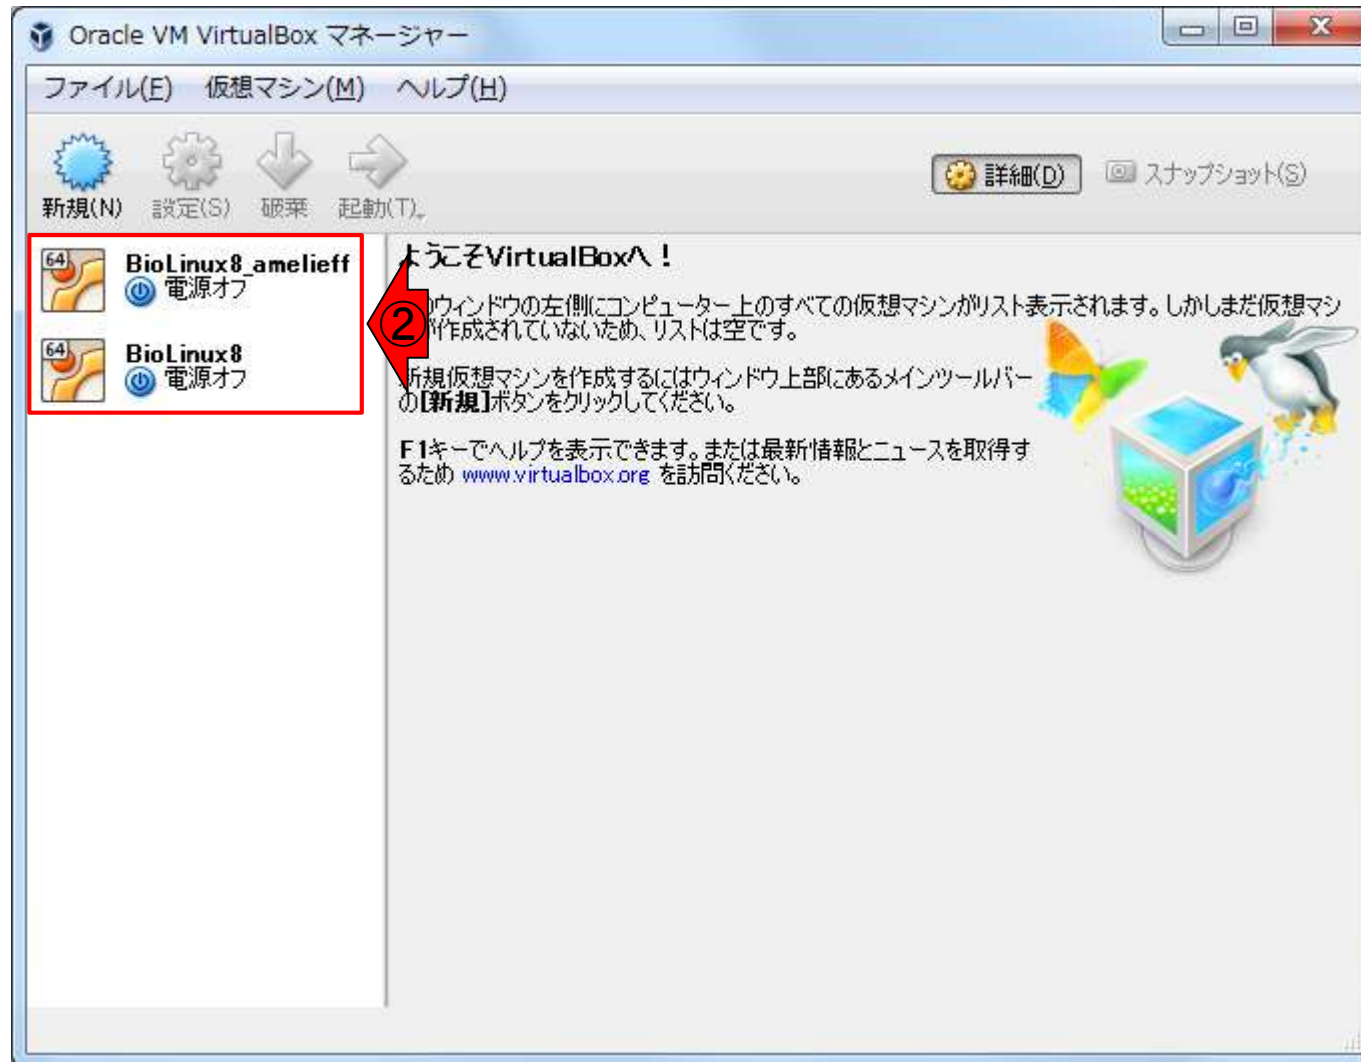 Oracle VM VirtualBox マネージャー
ファイル(F) 仮想マシン(M) ヘルプ(H)
新規(N) 設定(S) 破棄 起動(T)
詳細(D) スナップショット(S)
64 BioLinux8_amelieff
電源オフ
64 BioLinux8
電源オフ
②
ようこそVirtualBoxへ!
のウィンドウの左側にコンピューター上のすべての仮想マシンがリスト表示されます。しかしまだ仮想マシ
が作成されていないため、リストは空です。
新規仮想マシンを作成するにはウィンドウ上部にあるメインツールバー
の[新規]ボタンをクリックしてください。
F1キーでヘルプを表示できます。または最新情報とニュースを取得す
るため www.virtualbox.org を訪問ください。